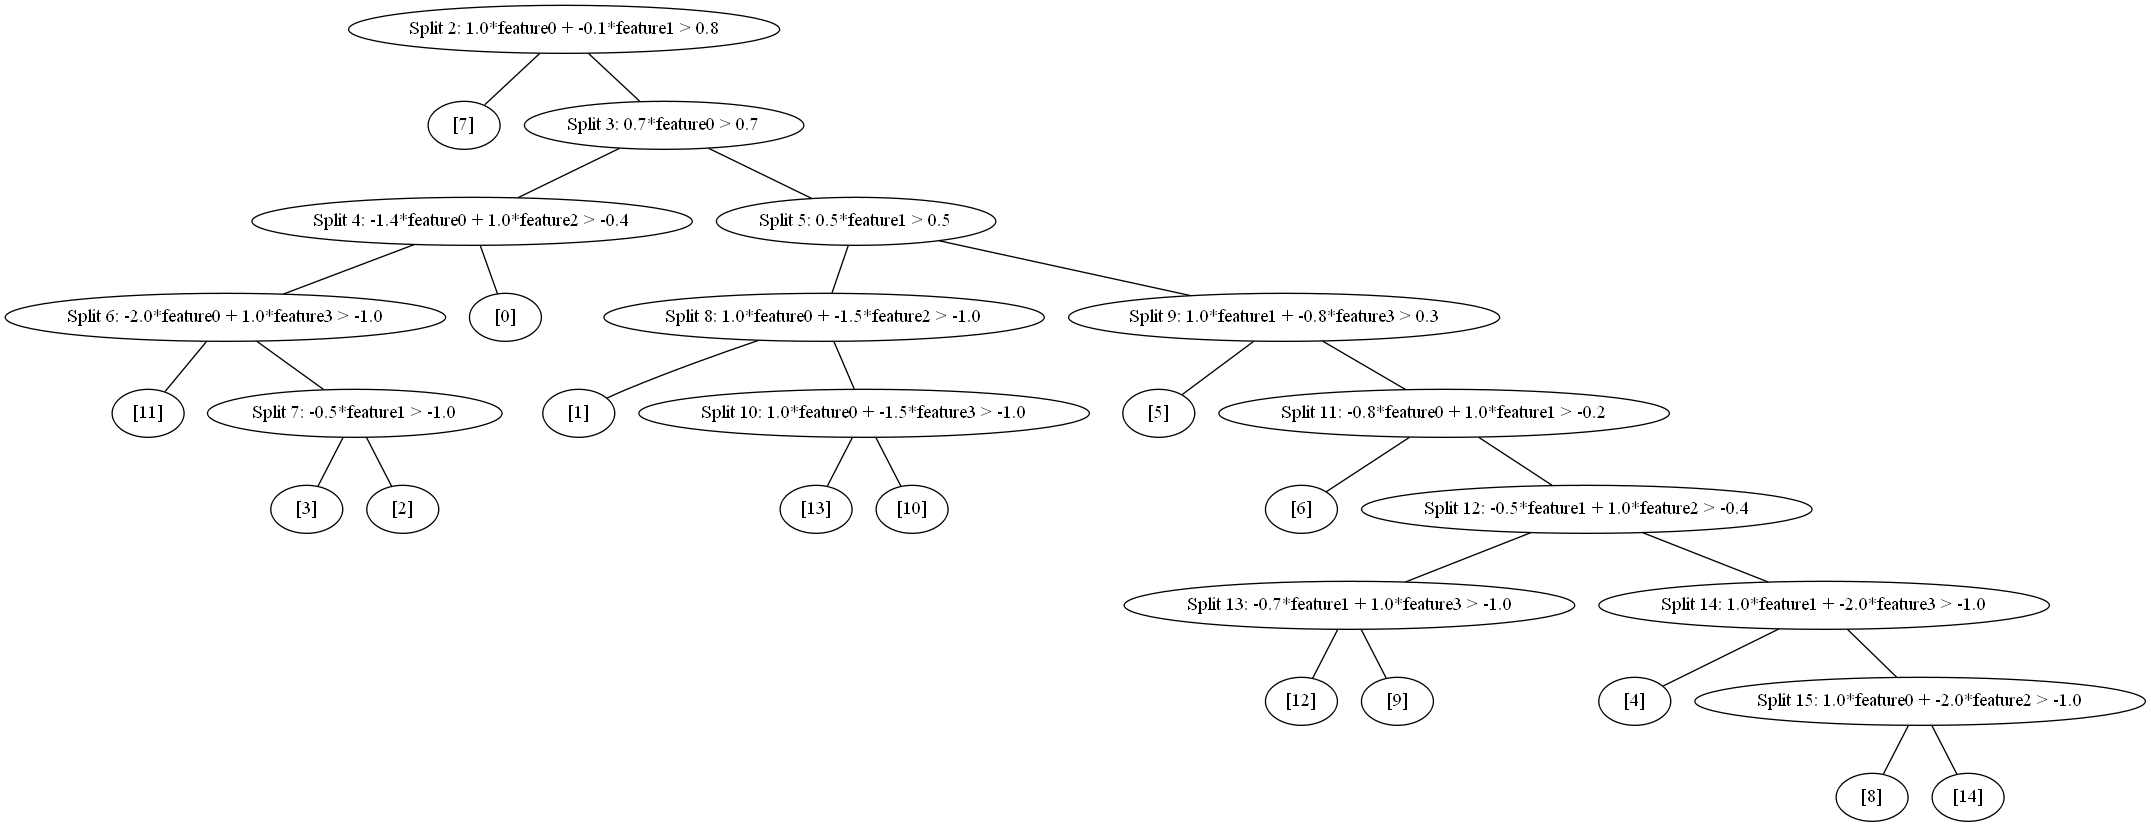 Split 2: 1.0*feature0 + -0.1*feature1 > 0.8
[7]
Split 3: 0.7*feature0 > 0.7
Split 4: -1.4*feature0 + 1.0*feature2 > -0.4
Split 5: 0.5*feature1 > 0.5
Split 6: -2.0*feature0 + 1.0*feature3 > -1.0
[0]
Split 8: 1.0*feature0 + -1.5*feature2 > -1.0
Split 9: 1.0*feature1 + -0.8*feature3 > 0.3
[11]
Split 7: -0.5*feature1 > -1.0
[1]
Split 10: 1.0*feature0 + -1.5*feature3 > -1.0
[5]
Split 11: -0.8*feature0 + 1.0*feature1 > -0.2
[3]
[2]
[13]
[10]
[6]
Split 12: -0.5*feature1 + 1.0*feature2 > -0.4
Split 13: -0.7*feature1 + 1.0*feature3 > -1.0
Split 14: 1.0*feature1 + -2.0*feature3 > -1.0
[12]
[9]
[4]
Split 15: 1.0*feature0 + -2.0*feature2 > -1.0
[8]
[14]